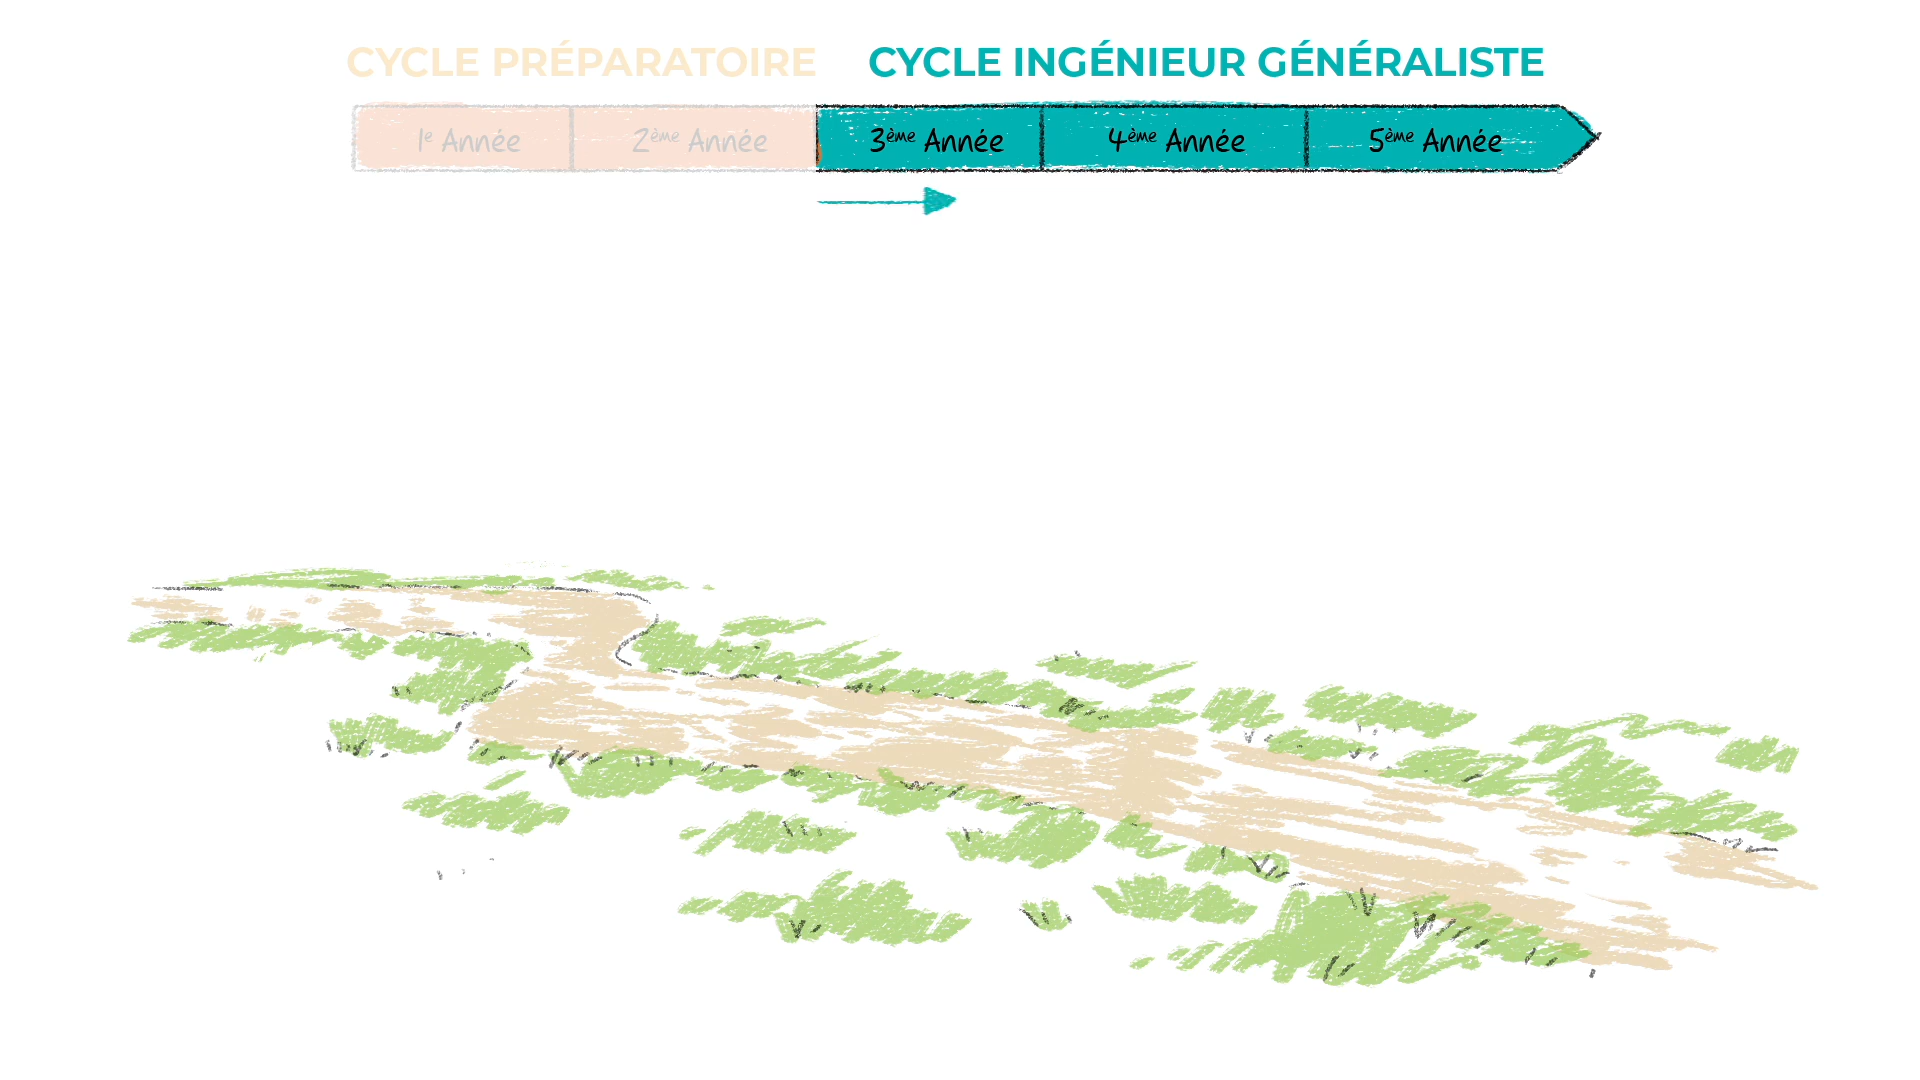 CYCLE PRÉPARATOIRE CYCLE INGÉNIEUR GÉNÉRALISTE
1e Année 2ème Année 3ème Année 4ème Année 5ème Année